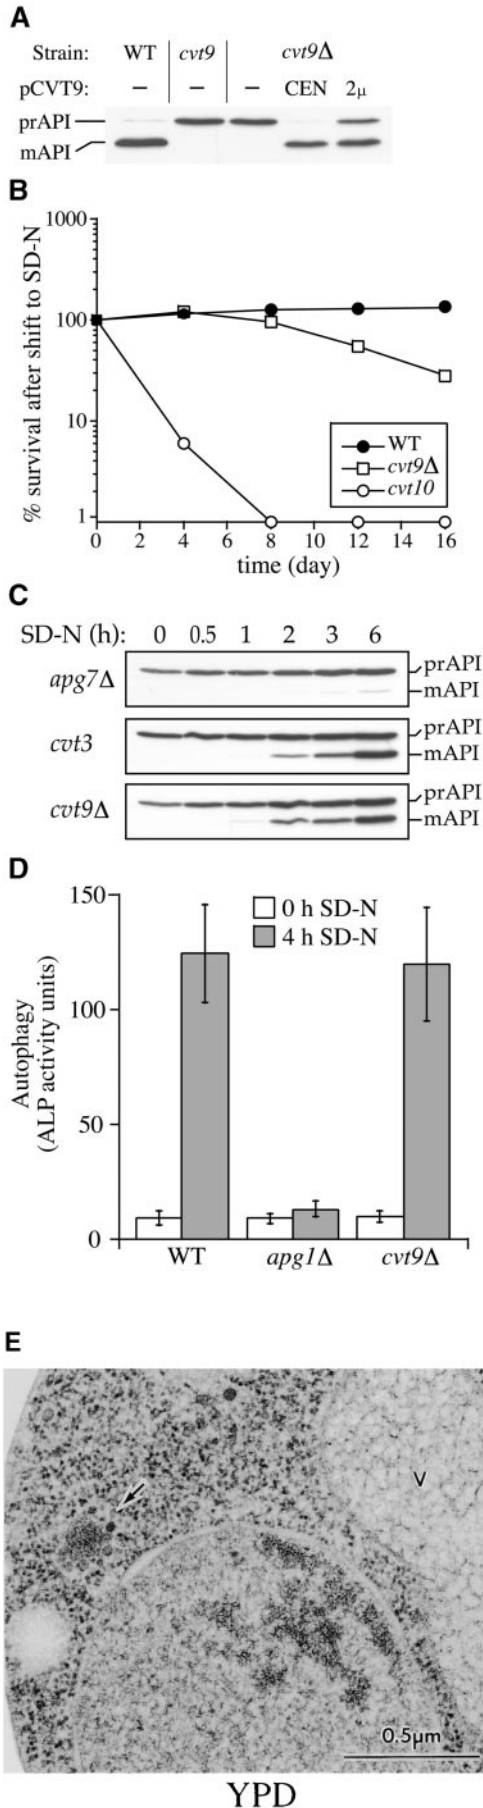 A
Strain: WT cvt9 cvt9Δ
pCVT9: – – – CEN 2μ
prAPI
mAPI
B
% survival after shift to SD-N
1000
100
10
1
0 2 4 6 8 10 12 14 16
time (day)
WT
cvt9Δ
cvt10
C
SD-N (h): 0 0.5 1 2 3 6
apg7Δ
prAPI
mAPI
cvt3
prAPI
mAPI
cvt9Δ
prAPI
mAPI
D
Autophagy
(ALP activity units)
150
100
50
0
0 h SD-N
4 h SD-N
WT apg1Δ cvt9Δ
E
V
0.5μm
YPD